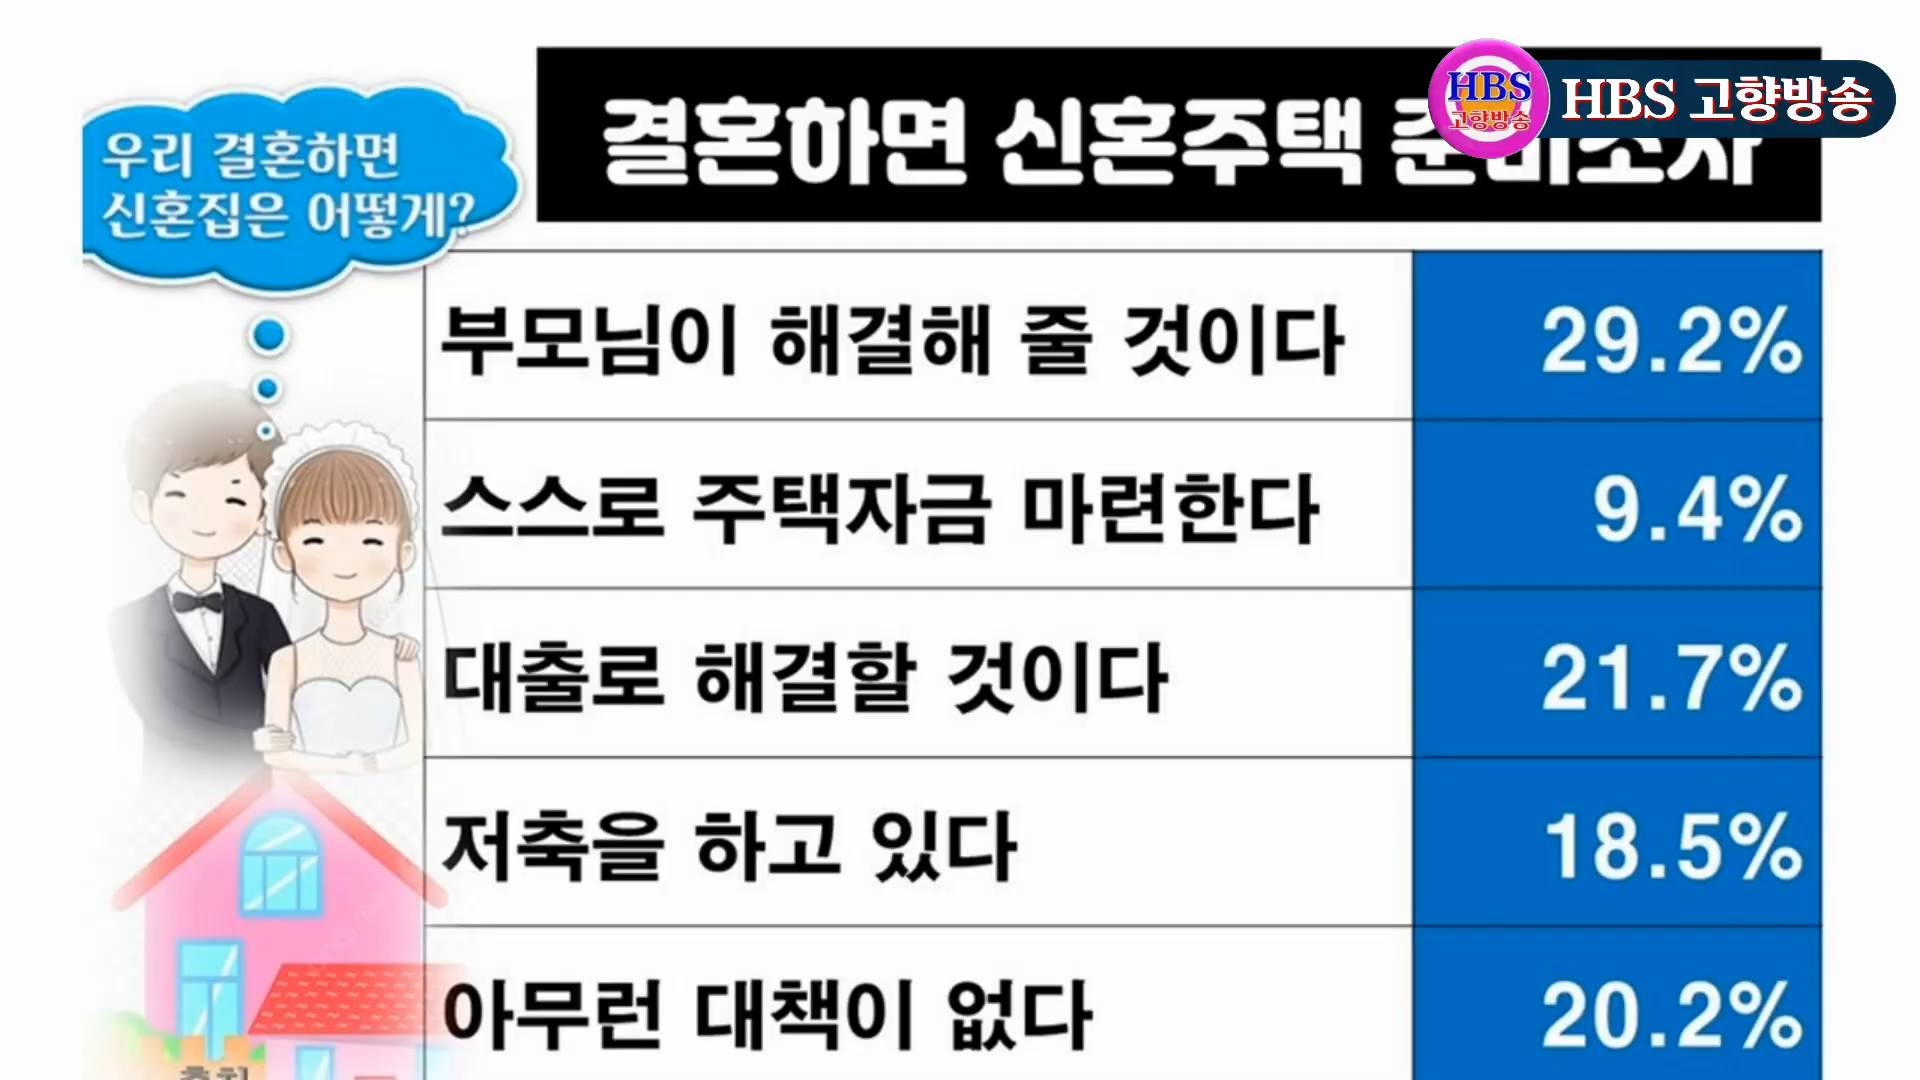 우리 결혼하면
신혼집은 어떻게?
결혼하면 신혼주택 준비조사
HBS
고향방송
HBS 고향방송
부모님이 해결해 줄 것이다 29.2%
스스로 주택자금 마련한다 9.4%
대출로 해결할 것이다 21.7%
저축을 하고 있다 18.5%
아무런 대책이 없다 20.2%